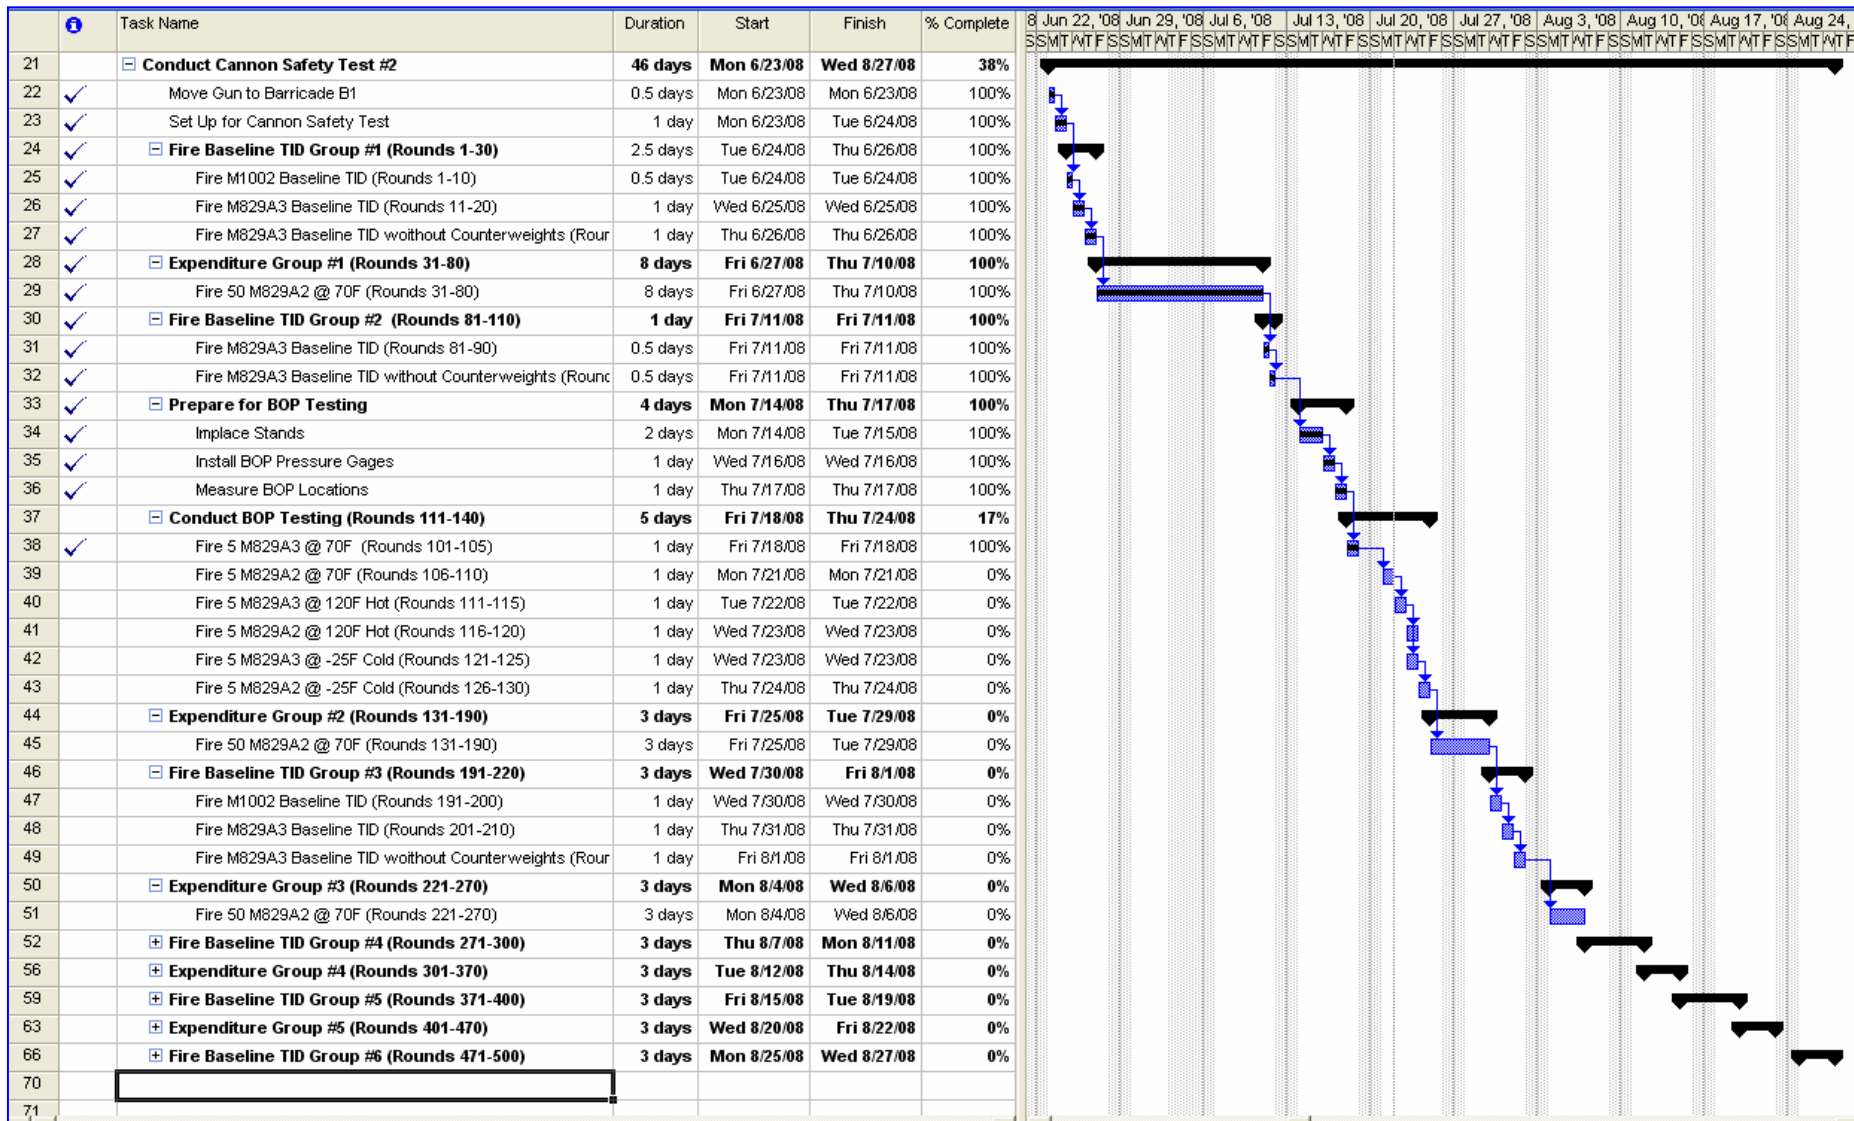 Task Name Duration Start Finish % Complete 8 Jun 22, '08 Jun 29, '08 Jul 6, '08 Jul 13, '08 Jul 20, '08 Jul 27, '08 Aug 3, '08 Aug 10, '08 Aug 17, '08 Aug 24,
21 Conduct Cannon Safety Test #2 46 days Mon 6/23/08 Wed 8/27/08 38%
22 Move Gun to Barricade B1 0.5 days Mon 6/23/08 Mon 6/23/08 100%
23 Set Up for Cannon Safety Test 1 day Mon 6/23/08 Tue 6/24/08 100%
24 Fire Baseline TID Group #1 (Rounds 1-30) 2.5 days Tue 6/24/08 Thu 6/26/08 100%
25 Fire M1002 Baseline TID (Rounds 1-10) 0.5 days Tue 6/24/08 Tue 6/24/08 100%
26 Fire M829A3 Baseline TID (Rounds 11-20) 1 day Wed 6/25/08 Wed 6/25/08 100%
27 Fire M829A3 Baseline TID woithout Counterweights (Rour 1 day Thu 6/26/08 Thu 6/26/08 100%
28 Expenditure Group #1 (Rounds 31-80) 8 days Fri 6/27/08 Thu 7/10/08 100%
29 Fire 50 M829A2 @ 70F (Rounds 31-80) 8 days Fri 6/27/08 Thu 7/10/08 100%
30 Fire Baseline TID Group #2 (Rounds 81-110) 1 day Fri 7/11/08 Fri 7/11/08 100%
31 Fire M829A3 Baseline TID (Rounds 81-90) 0.5 days Fri 7/11/08 Fri 7/11/08 100%
32 Fire M829A3 Baseline TID without Counterweights (Rounc 0.5 days Fri 7/11/08 Fri 7/11/08 100%
33 Prepare for BOP Testing 4 days Mon 7/14/08 Thu 7/17/08 100%
34 Implace Stands 2 days Mon 7/14/08 Tue 7/15/08 100%
35 Install BOP Pressure Gages 1 day Wed 7/16/08 Wed 7/16/08 100%
36 Measure BOP Locations 1 day Thu 7/17/08 Thu 7/17/08 100%
37 Conduct BOP Testing (Rounds 111-140) 5 days Fri 7/18/08 Thu 7/24/08 17%
38 Fire 5 M829A3 @ 70F (Rounds 101-105) 1 day Fri 7/18/08 Fri 7/18/08 100%
39 Fire 5 M829A2 @ 70F (Rounds 106-110) 1 day Mon 7/21/08 Mon 7/21/08 0%
40 Fire 5 M829A3 @ 120F Hot (Rounds 111-115) 1 day Tue 7/22/08 Tue 7/22/08 0%
41 Fire 5 M829A2 @ 120F Hot (Rounds 116-120) 1 day Wed 7/23/08 Wed 7/23/08 0%
42 Fire 5 M829A3 @ -25F Cold (Rounds 121-125) 1 day Wed 7/23/08 Wed 7/23/08 0%
43 Fire 5 M829A2 @ -25F Cold (Rounds 126-130) 1 day Thu 7/24/08 Thu 7/24/08 0%
44 Expenditure Group #2 (Rounds 131-190) 3 days Fri 7/25/08 Tue 7/29/08 0%
45 Fire 50 M829A2 @ 70F (Rounds 131-190) 3 days Fri 7/25/08 Tue 7/29/08 0%
46 Fire Baseline TID Group #3 (Rounds 191-220) 3 days Wed 7/30/08 Fri 8/1/08 0%
47 Fire M1002 Baseline TID (Rounds 191-200) 1 day Wed 7/30/08 Wed 7/30/08 0%
48 Fire M829A3 Baseline TID (Rounds 201-210) 1 day Thu 7/31/08 Thu 7/31/08 0%
49 Fire M829A3 Baseline TID woithout Counterweights (Rour 1 day Fri 8/1/08 Fri 8/1/08 0%
50 Expenditure Group #3 (Rounds 221-270) 3 days Mon 8/4/08 Wed 8/6/08 0%
51 Fire 50 M829A2 @ 70F (Rounds 221-270) 3 days Mon 8/4/08 Wed 8/6/08 0%
52 Fire Baseline TID Group #4 (Rounds 271-300) 3 days Thu 8/7/08 Mon 8/11/08 0%
56 Expenditure Group #4 (Rounds 301-370) 3 days Tue 8/12/08 Thu 8/14/08 0%
59 Fire Baseline TID Group #5 (Rounds 371-400) 3 days Fri 8/15/08 Tue 8/19/08 0%
63 Expenditure Group #5 (Rounds 401-470) 3 days Wed 8/20/08 Fri 8/22/08 0%
66 Fire Baseline TID Group #6 (Rounds 471-500) 3 days Mon 8/25/08 Wed 8/27/08 0%
70
71